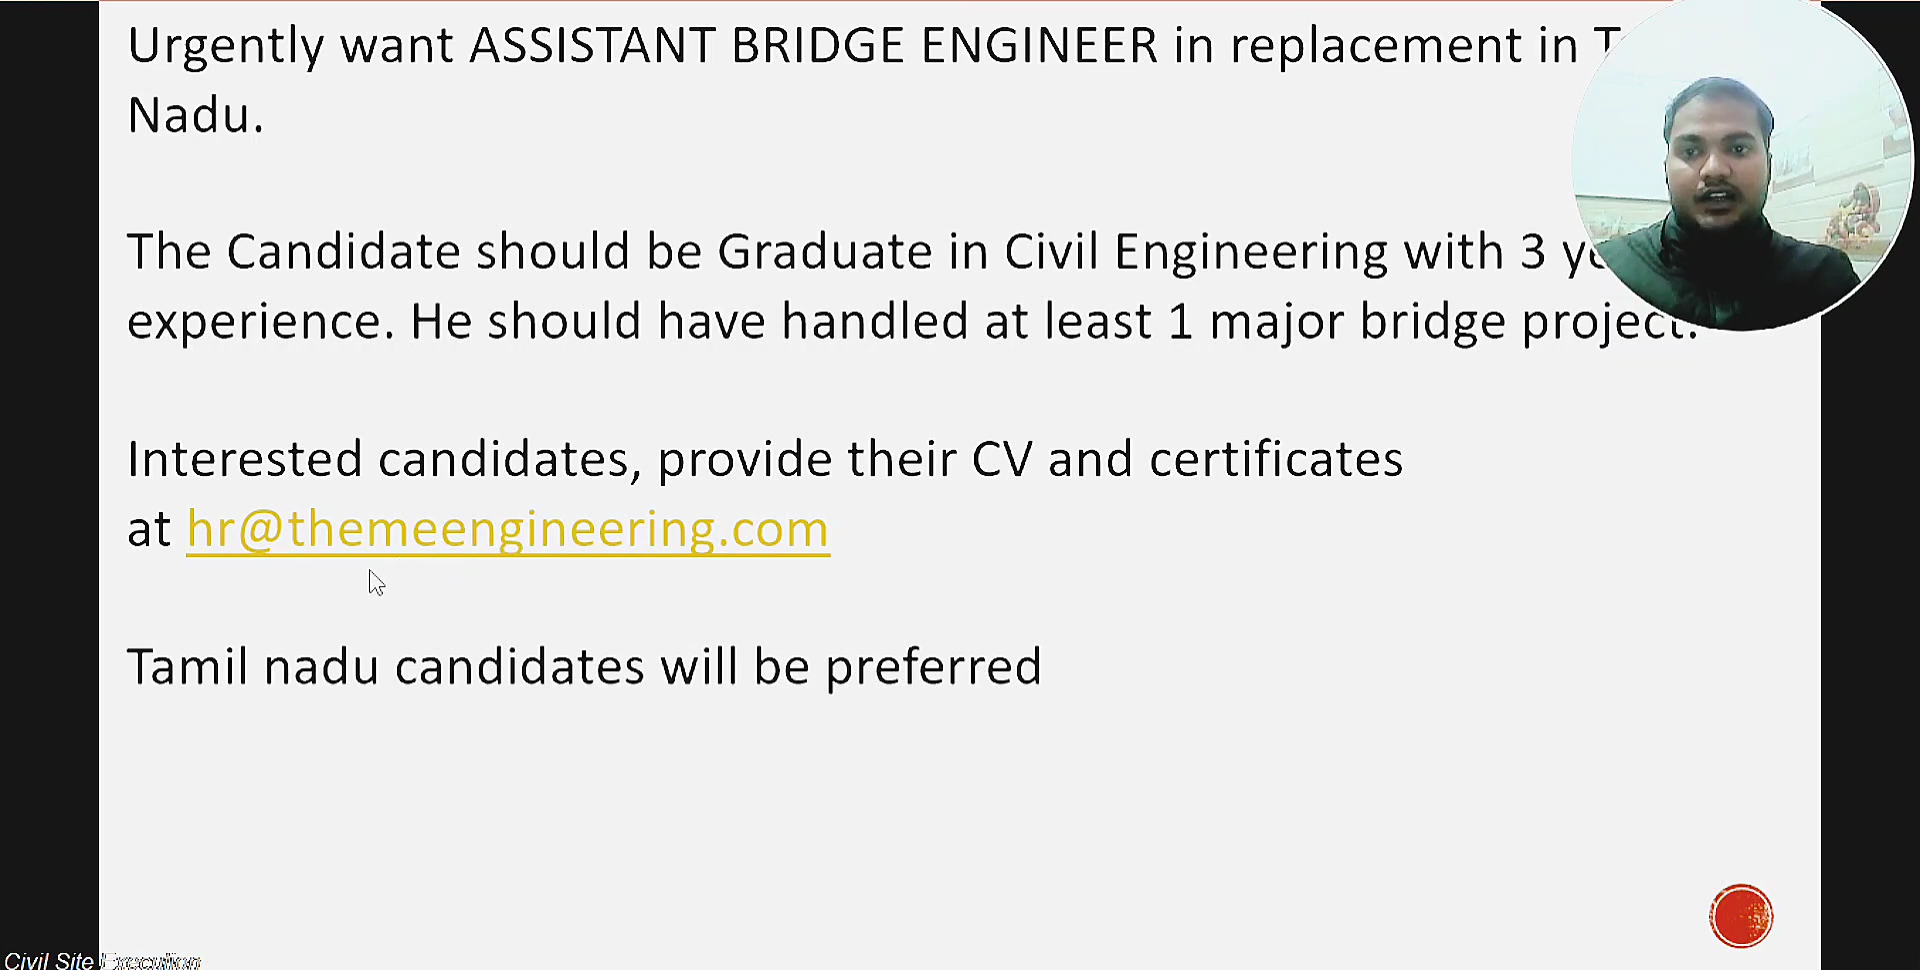 Urgently want ASSISTANT BRIDGE ENGINEER in replacement in
Nadu.
The Candidate should be Graduate in Civil Engineering with 3
experience. He should have handled at least 1 major bridge project.
Interested candidates, provide their CV and certificates
at hr@themeengineering.com
Tamil nadu candidates will be preferred
Civil Site Execution